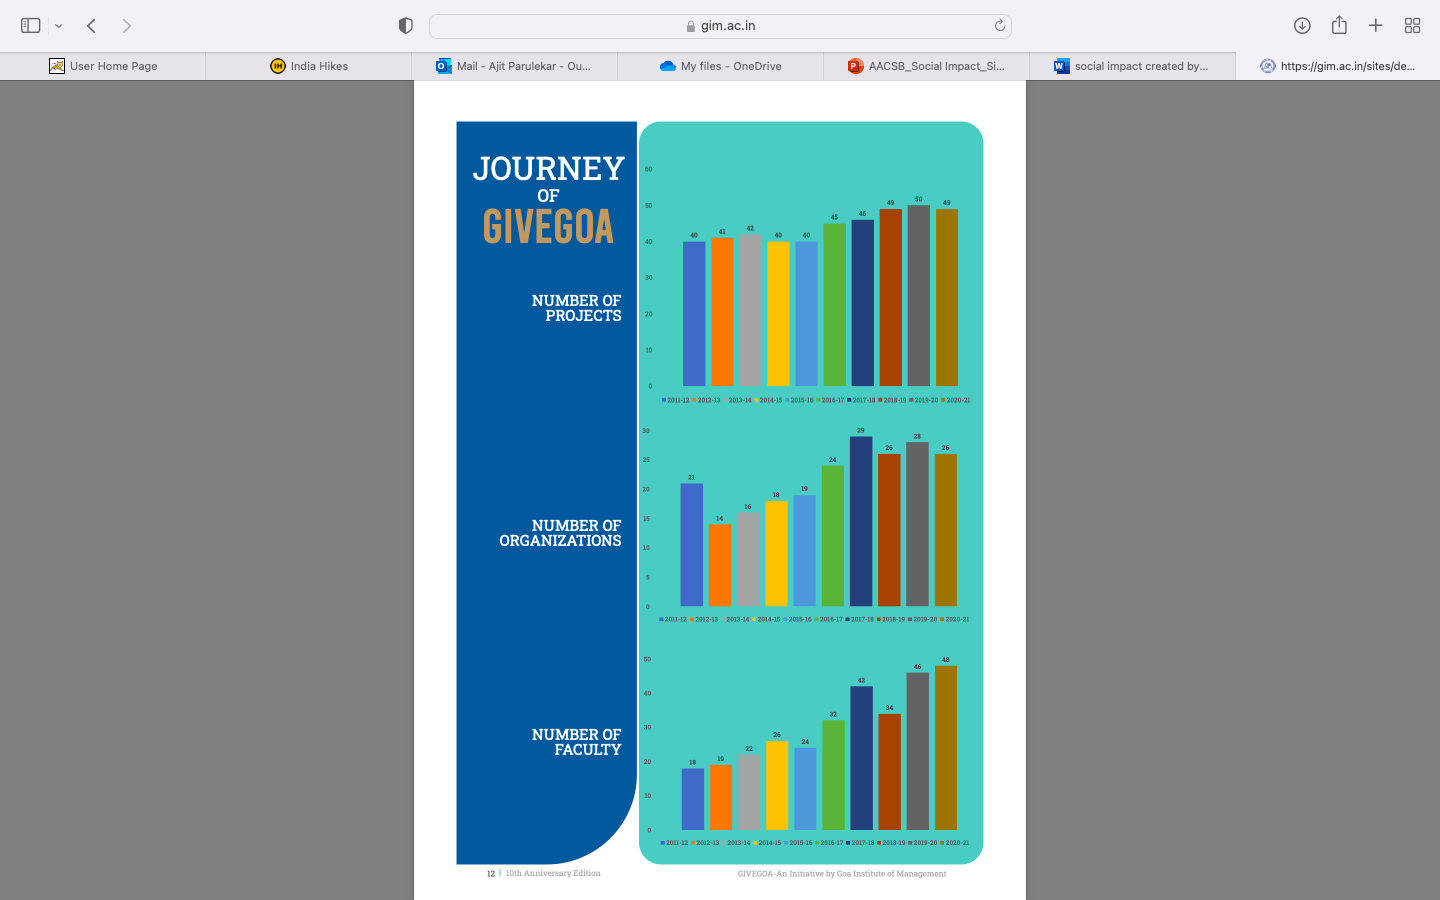 gim.ac.in
User Home Page
India Hikes
Mail - Ajit Parulekar - Ou...
My files - OneDrive
AACSB_Social Impact_Si...
social impact created by...
https://gim.ac.in/sites/de...
JOURNEY
OF
GIVEGOA
NUMBER OF
PROJECTS
60
50
40
30
20
10
0
40 41 42 40 40 45 46 49 50 49
2011-12 2012-13 2013-14 2014-15 2015-16 2016-17 2017-18 2018-19 2019-20 2020-21
NUMBER OF
ORGANIZATIONS
30
25
20
15
10
5
0
21 14 16 18 19 24 29 26 28 26
2011-12 2012-13 2013-14 2014-15 2015-16 2016-17 2017-18 2018-19 2019-20 2020-21
NUMBER OF
FACULTY
50
40
30
20
10
0
18 19 22 26 24 32 42 34 46 48
2011-12 2012-13 2013-14 2014-15 2015-16 2016-17 2017-18 2018-19 2019-20 2020-21
12 | 10th Anniversary Edition
GIVEGOA-An Initiative by Goa Institute of Management